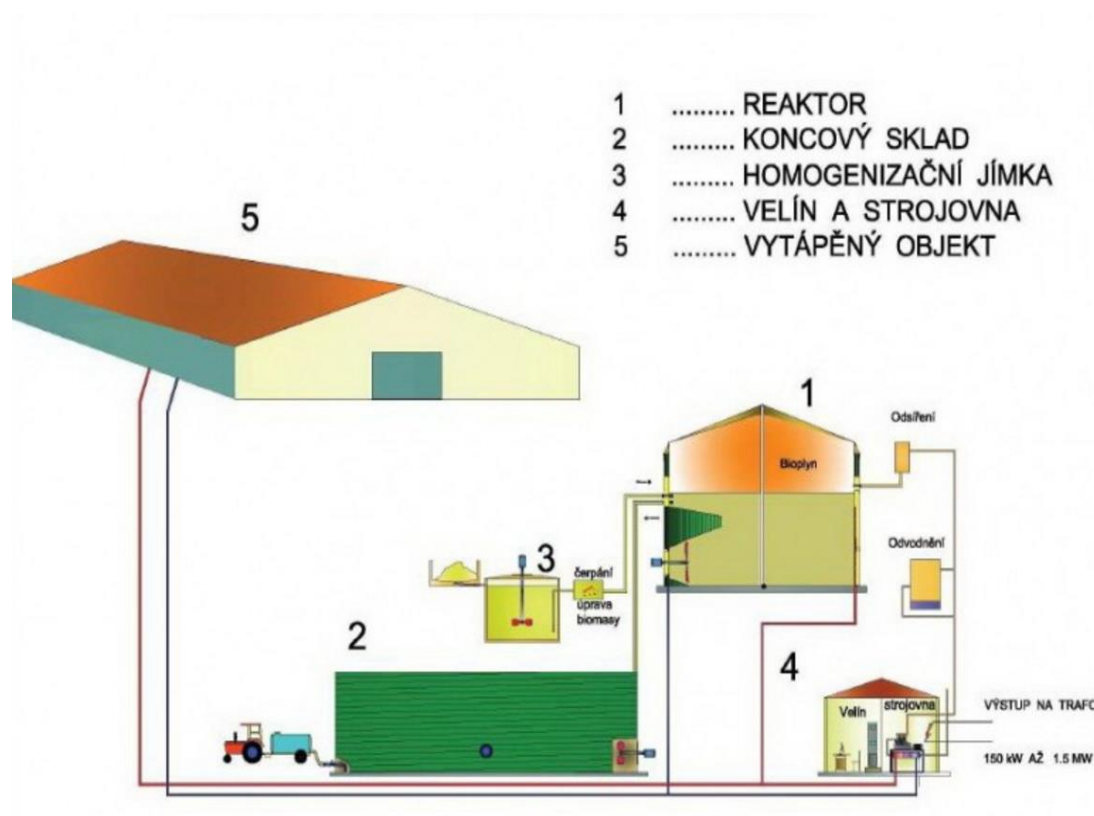 1 ......... REAKTOR
2 ......... KONCOVÝ SKLAD
3 ......... HOMOGENIZAČNÍ JÍMKA
4 ......... VELÍN A STROJOVNA
5 ......... VYTÁPĚNÝ OBJEKT
5
1
Odsíření
Bioplyn
Odvodnění
3
čerpání
úprava
biomasy
2
4
Velín
strojovna
VÝSTUP NA TRAFO
150 kW AŽ 1.5 MW